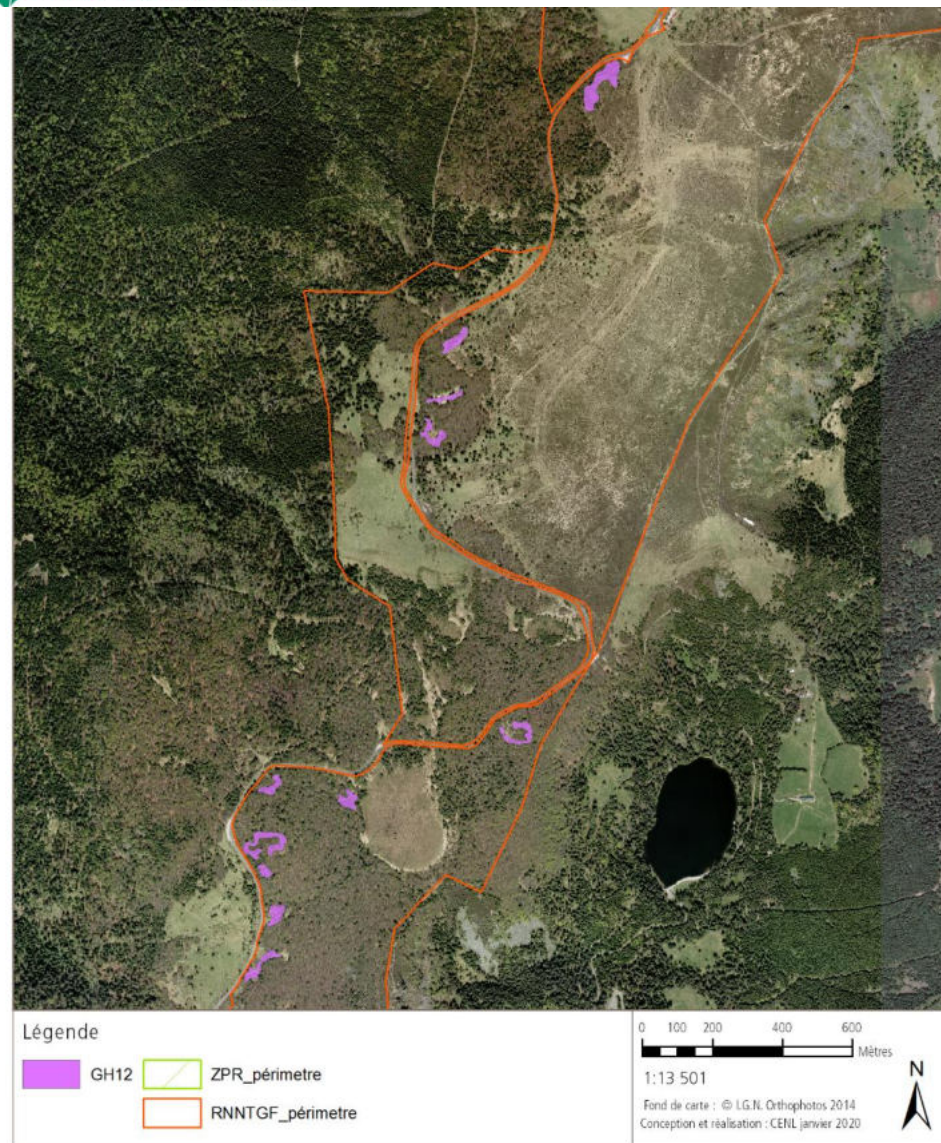 Légende
GH12
ZPR_périmetre
RNNTGF_périmetre
0 100 200 400 600
Mètres
1:13 501
Fond de carte : © I.G.N. Orthophotos 2014
Conception et réalisation : CENL janvier 2020
N